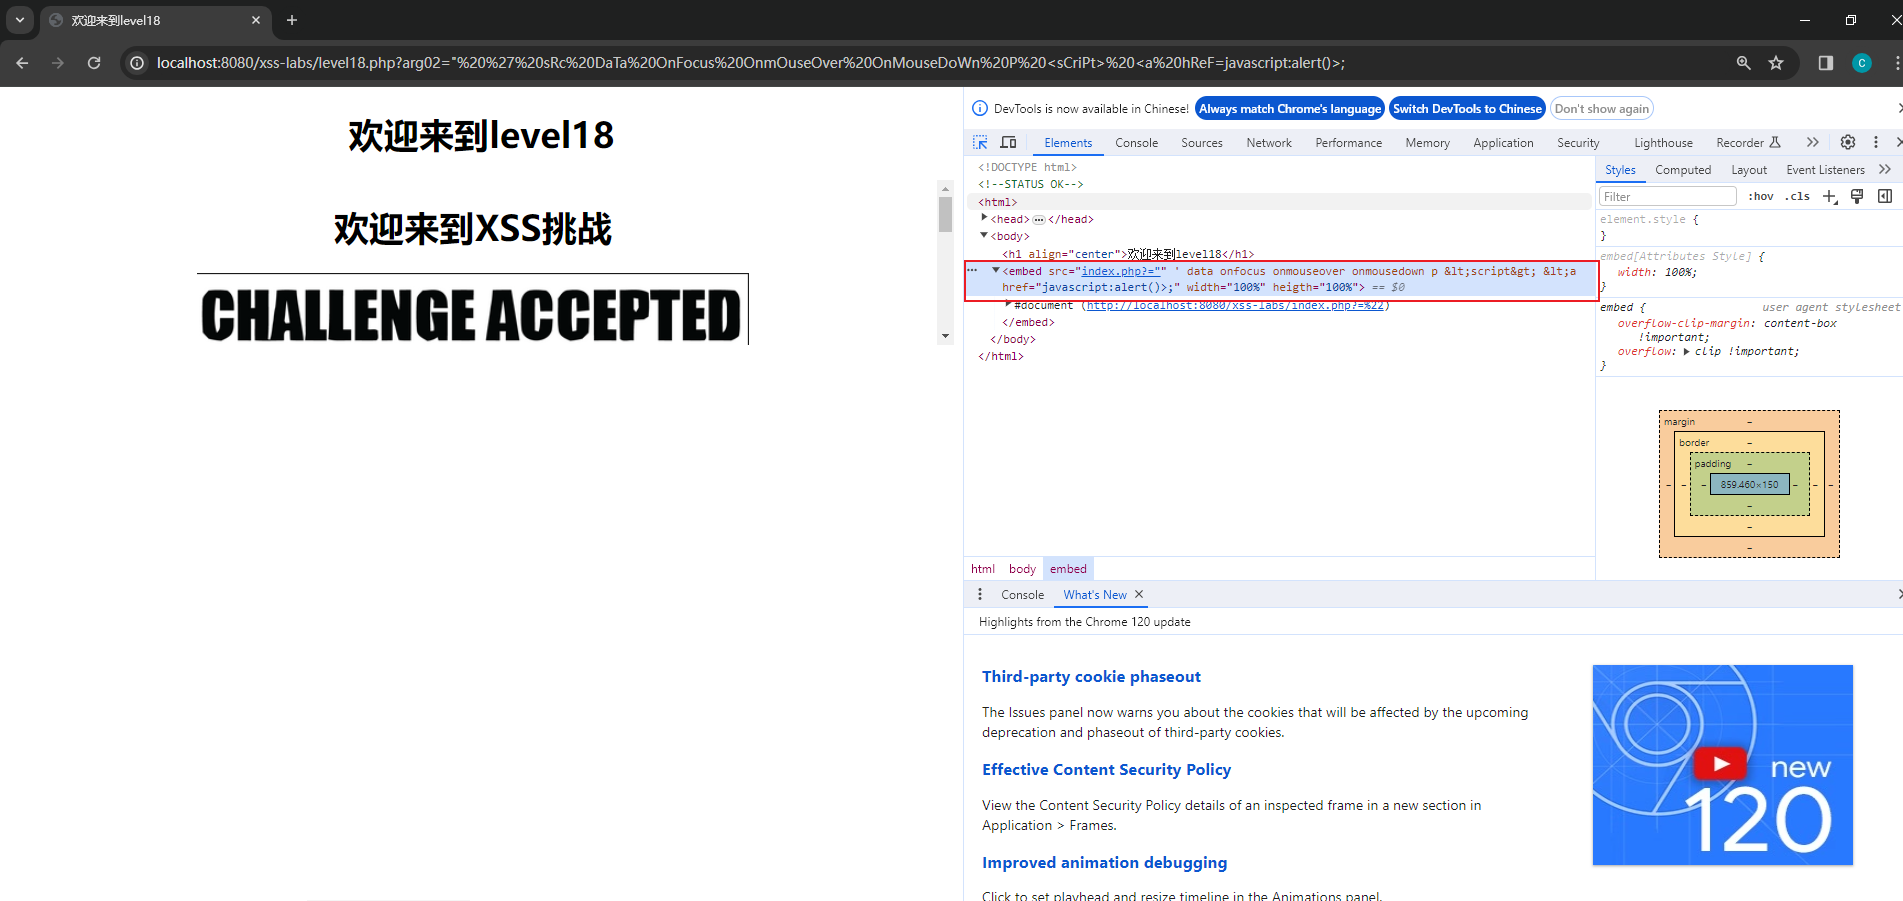 欢迎来到level18
localhost:8080/xss-labs/level18.php?arg02="%20%27%20sRc%20DaTa%20OnFocus%20OnmOuseOver%20OnMouseDoWn%20P%20<sCriPt>%20<a%20hReF=javascript:alert()>;
C
欢迎来到level18
欢迎来到XSS挑战
CHALLENGE ACCEPTED
DevTools is now available in Chinese! Always match Chrome's language Switch DevTools to Chinese Don't show again
Elements Console Sources Network Performance Memory Application Security Lighthouse Recorder
<!DOCTYPE html>
<!--STATUS OK-->
<html>
<head> ⋯ </head>
<body>
<h1 align="center">欢迎来到level18</h1>
<embed src="index.php?="" ' data onfocus onmouseover onmousedown p &lt;script&gt; &lt;a
href="javascript:alert()>;" width="100%" heigth="100%"> == $0
#document (http://localhost:8080/xss-labs/index.php?=%22)
</embed>
</body>
</html>
html body embed
Styles Computed Layout Event Listeners
Filter :hov .cls
element.style {
}
embed[Attributes Style] {
width: 100%;
}
embed { user agent stylesheet
overflow-clip-margin: content-box
!important;
overflow: clip !important;
}
margin –
border –
padding –
– – – 859.460×150 – – –
–
–
–
Console What's New
Highlights from the Chrome 120 update
Third-party cookie phaseout
The Issues panel now warns you about the cookies that will be affected by the upcoming
deprecation and phaseout of third-party cookies.
Effective Content Security Policy
View the Content Security Policy details of an inspected frame in a new section in
Application > Frames.
Improved animation debugging
Click to set playhead and resize timeline in the Animations panel.
new
120